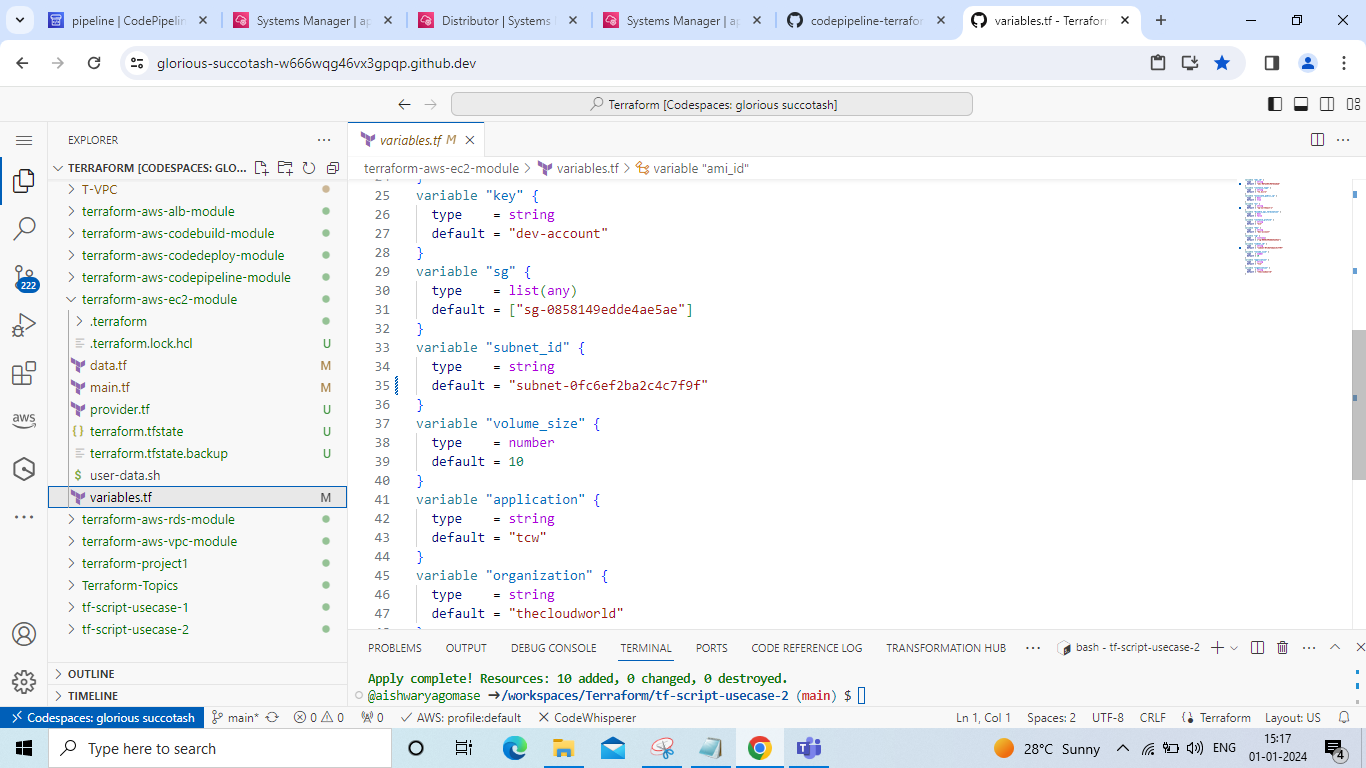 pipeline | CodePipelin
Systems Manager | ap
Distributor | Systems
Systems Manager | ap
codepipeline-terrafor
variables.tf - Terraform
glorious-succotash-w666wqg46vx3gpqp.github.dev
Terraform [Codespaces: glorious succotash]
EXPLORER
variables.tf M
TERRAFORM [CODESPACES: GLO...
terraform-aws-ec2-module > variables.tf > variable "ami_id"
T-VPC
terraform-aws-alb-module
terraform-aws-codebuild-module
terraform-aws-codedeploy-module
terraform-aws-codepipeline-module
222
terraform-aws-ec2-module
.terraform
.terraform.lock.hcl U
data.tf M
main.tf M
provider.tf U
aws
terraform.tfstate U
terraform.tfstate.backup U
user-data.sh
variables.tf M
terraform-aws-rds-module
terraform-aws-vpc-module
terraform-project1
Terraform-Topics
tf-script-usecase-1
tf-script-usecase-2
OUTLINE
TIMELINE
25 variable "key" {
26 type = string
27 default = "dev-account"
28 }
29 variable "sg" {
30 type = list(any)
31 default = ["sg-0858149edde4ae5ae"]
32 }
33 variable "subnet_id" {
34 type = string
35 default = "subnet-0fc6ef2ba2c4c7f9f"
36 }
37 variable "volume_size" {
38 type = number
39 default = 10
40 }
41 variable "application" {
42 type = string
43 default = "tcw"
44 }
45 variable "organization" {
46 type = string
47 default = "thecloudworld"
PROBLEMS OUTPUT DEBUG CONSOLE TERMINAL PORTS CODE REFERENCE LOG TRANSFORMATION HUB ... bash - tf-script-usecase-2
Apply complete! Resources: 10 added, 0 changed, 0 destroyed.
@aishwaryagomase ➜/workspaces/Terraform/tf-script-usecase-2 (main) $
Codespaces: glorious succotash main* 0 0 0 AWS: profile:default CodeWhisperer Ln 1, Col 1 Spaces: 2 UTF-8 CRLF Terraform Layout: US
Type here to search
28°C Sunny
ENG
15:17
01-01-2024
4